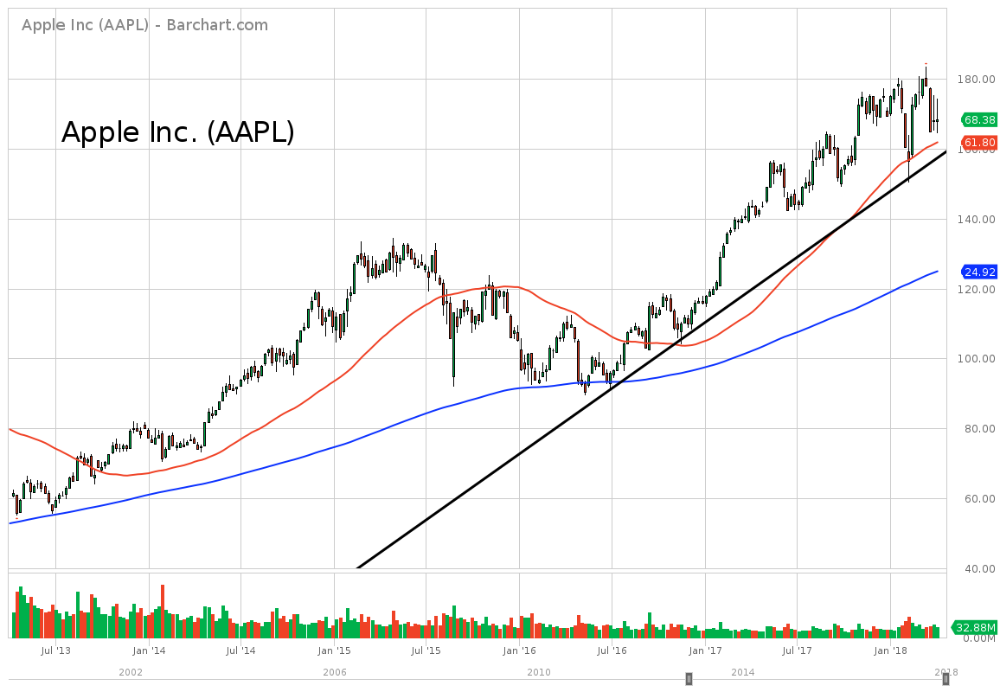 Apple Inc (AAPL) - Barchart.com
Apple Inc. (AAPL)
180.00
68.38
61.80
160.00
140.00
24.92
120.00
100.00
80.00
60.00
40.00
32.88M
0.00M
Jul '13 Jan '14 Jul '14 Jan '15 Jul '15 Jan '16 Jul '16 Jan '17 Jul '17 Jan '18
2002 2006 2010 2014 2018